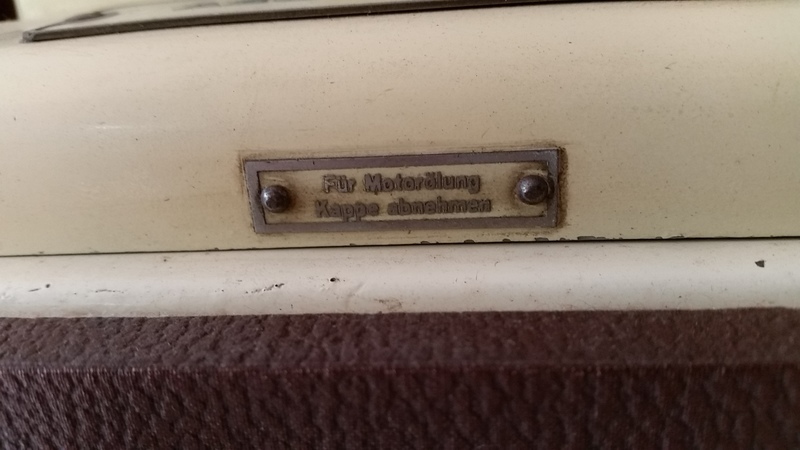 Für Motorölung
Kappe abnehmen